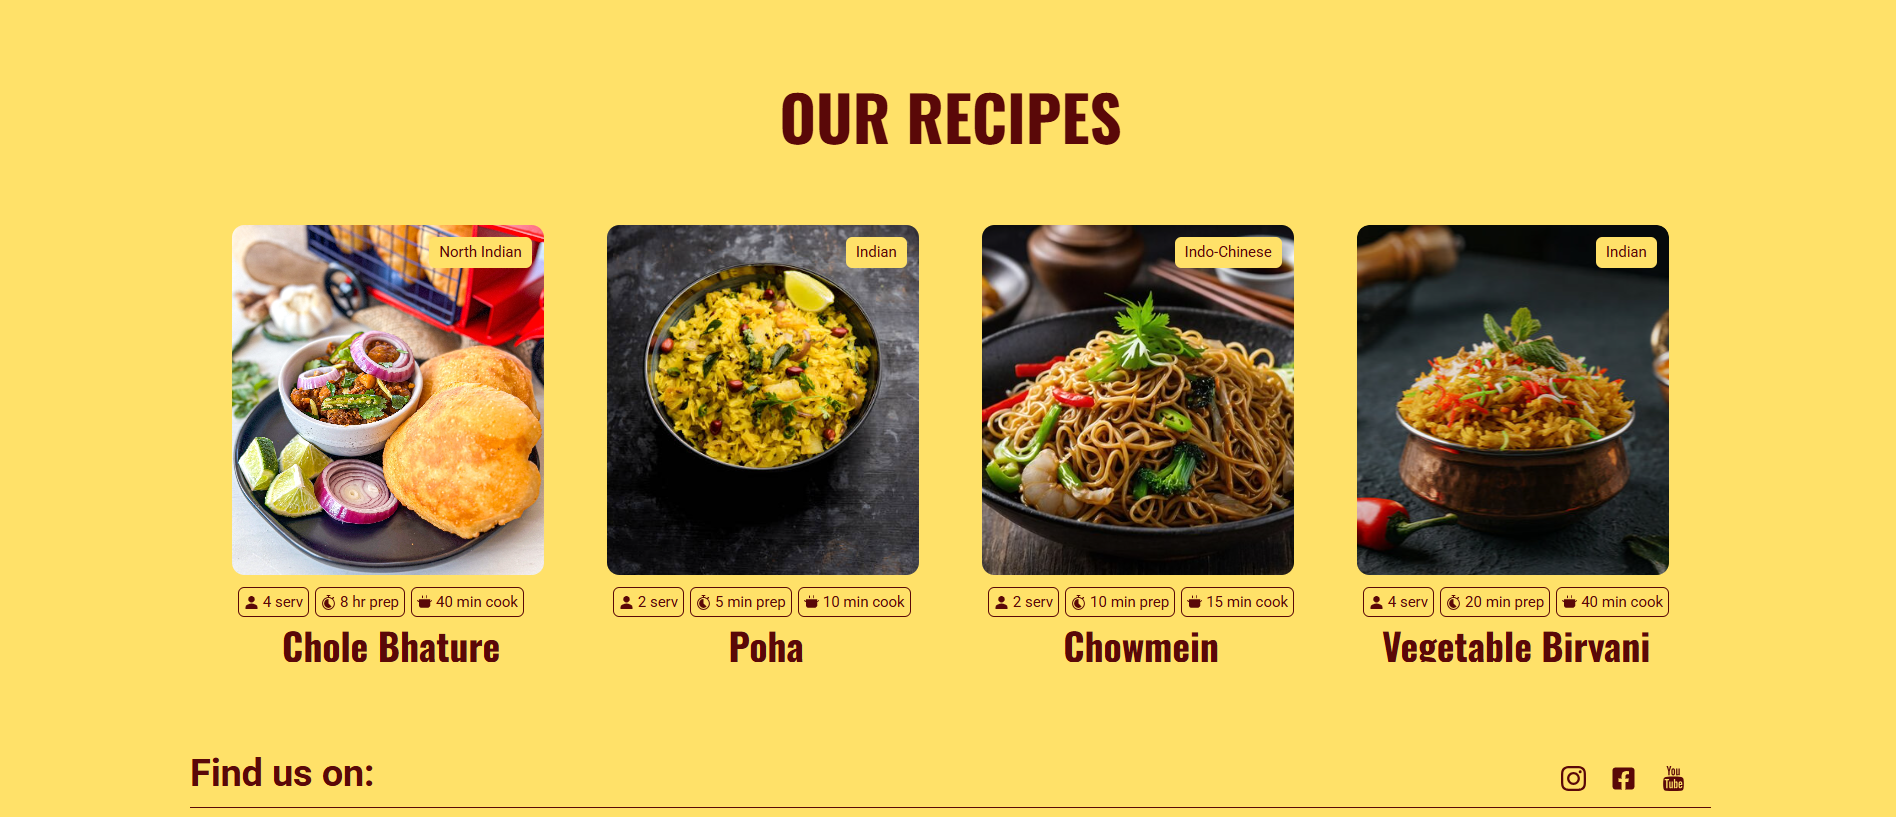 OUR RECIPES
North Indian
Indian
Indo-Chinese
Indian
4 serv 8 hr prep 40 min cook
2 serv 5 min prep 10 min cook
2 serv 10 min prep 15 min cook
4 serv 20 min prep 40 min cook
Chole Bhature
Poha
Chowmein
Vegetable Biryani
Find us on:
You
Tube